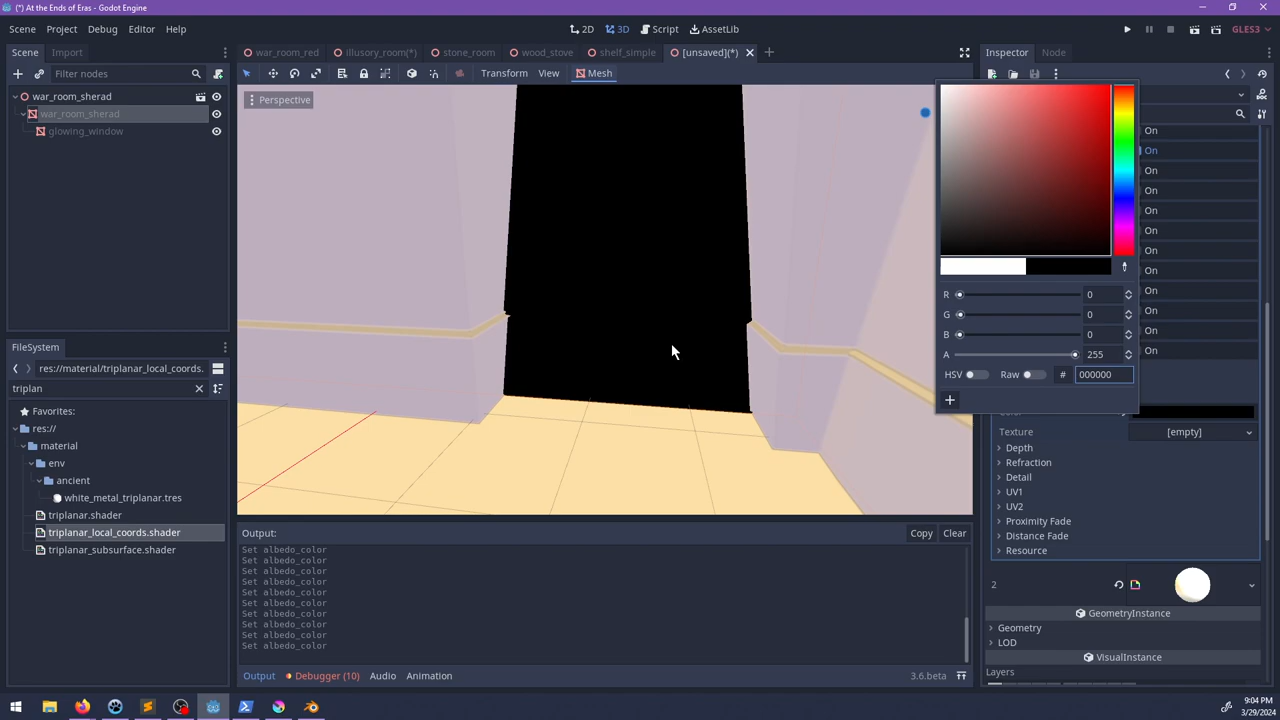 (*) At the Ends of Eras - Godot Engine
Scene Project Debug Editor Help
2D 3D Script AssetLib
GLES3
Scene Import
war_room_red illusory_room(*) stone_room wood_stove shelf_simple [unsaved](*)
Inspector Node
Filter nodes
Transform View Mesh
war_room_sherad
war_room_sherad
glowing_window
Perspective
On
On
On
On
On
On
On
On
On
On
On
On
R 0
G 0
B 0
A 255
HSV Raw # 000000
Texture [empty]
Depth
Refraction
Detail
UV1
UV2
Proximity Fade
Distance Fade
Resource
2
GeometryInstance
Geometry
LOD
VisualInstance
Layers
FileSystem
res://material/triplanar_local_coords.
triplan
Favorites:
res://
material
env
ancient
white_metal_triplanar.tres
triplanar.shader
triplanar_local_coords.shader
triplanar_subsurface.shader
Output: Copy Clear
Set albedo_color
Set albedo_color
Set albedo_color
Set albedo_color
Set albedo_color
Set albedo_color
Set albedo_color
Set albedo_color
Set albedo_color
Set albedo_color
Output Debugger (10) Audio Animation 3.6.beta
9:04 PM
3/29/2024